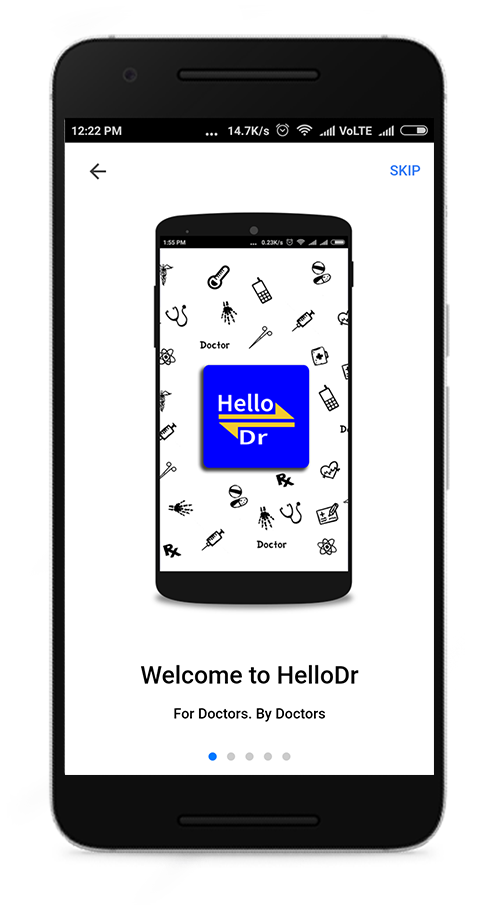 12:22 PM ... 14.7K/s VoLTE
SKIP
1:55 PM ... 0.23K/s
Doctor
Hello
Dr
Rx
Rx
Doctor
Welcome to HelloDr
For Doctors. By Doctors